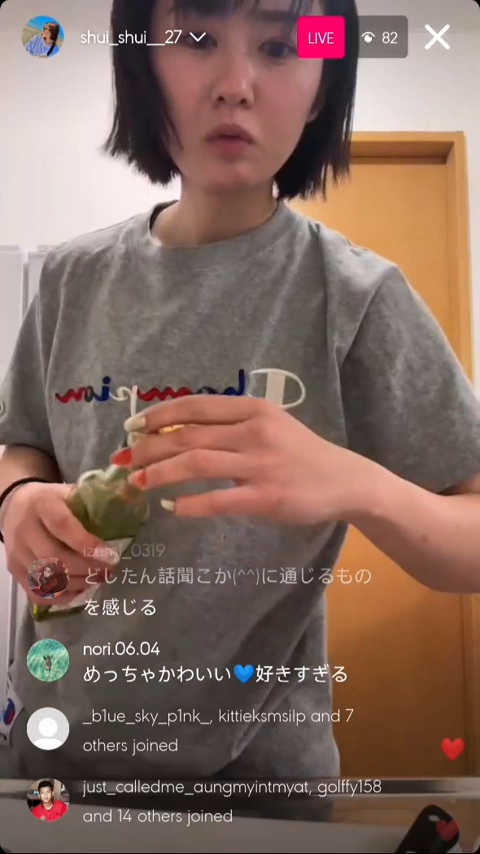 shui_shui__27
LIVE
82
Champion
Izumi_0319
どしたん話聞こか(^^)に通じるもの
を感じる
nori.06.04
めっちゃかわいい💙好きすぎる
_b1ue_sky_p1nk_, kittieksmsilp and 7
others joined
just_calledme_aungmyintmyat, golffy158
and 14 others joined